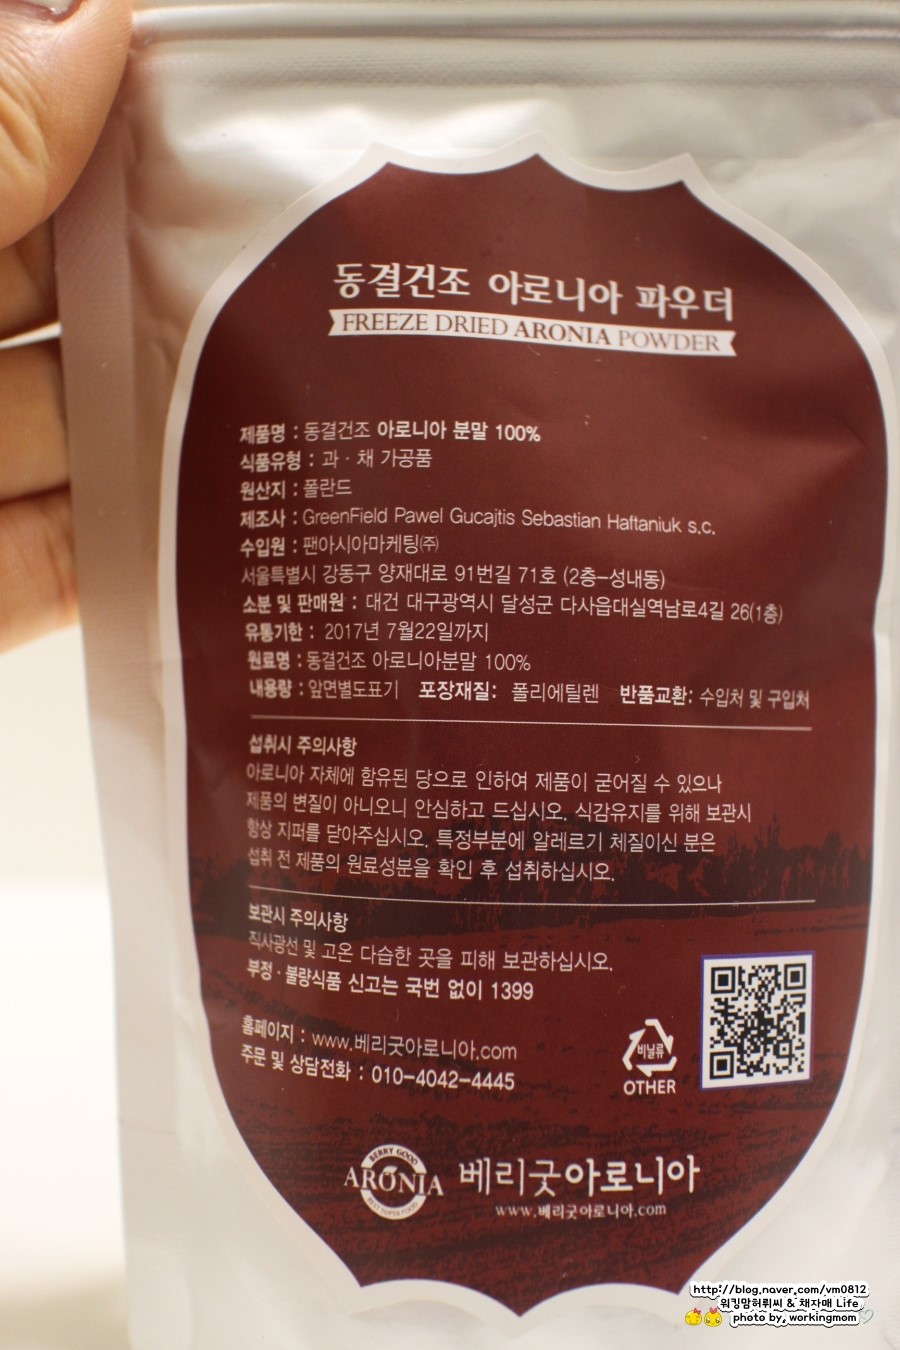 동결건조 아로니아 파우더
FREEZE DRIED ARONIA POWDER
제품명 : 동결건조 아로니아 분말 100%
식품유형 : 과 · 채 가공품
원산지 : 폴란드
제조사 : GreenField Pawel Gucajtis Sebastian Haftaniuk s.c.
수입원 : 팬아시아마케팅㈜
서울특별시 강동구 양재대로 91번길 71호 (2층-성내동)
소분 및 판매원 : 대건 대구광역시 달성군 다사읍대실역남로4길 26(1층)
유통기한 : 2017년 7월22일까지
원료명 : 동결건조 아로니아분말 100%
내용량 : 앞면별도표기 포장재질: 폴리에틸렌 반품교환: 수입처 및 구입처
섭취시 주의사항
아로니아 자체에 함유된 당으로 인하여 제품이 굳어질 수 있으나
제품의 변질이 아니오니 안심하고 드십시오. 식감유지를 위해 보관시
항상 지퍼를 닫아주십시오. 특정부분에 알레르기 체질이신 분은
섭취 전 제품의 원료성분을 확인 후 섭취하십시오.
보관시 주의사항
직사광선 및 고온 다습한 곳을 피해 보관하십시오.
부정 · 불량식품 신고는 국번 없이 1399
홈페이지 : www.베리굿아로니아.com
주문 및 상담전화 : 010-4042-4445
비닐류
OTHER
BERRY GOOD
ARONIA
BEST SUPER FOOD
베리굿아로니아
www.베리굿아로니아.com
http://blog.naver.com/vm0812
워킹맘허뤼씨 & 채자매 Life
photo by, workingmom